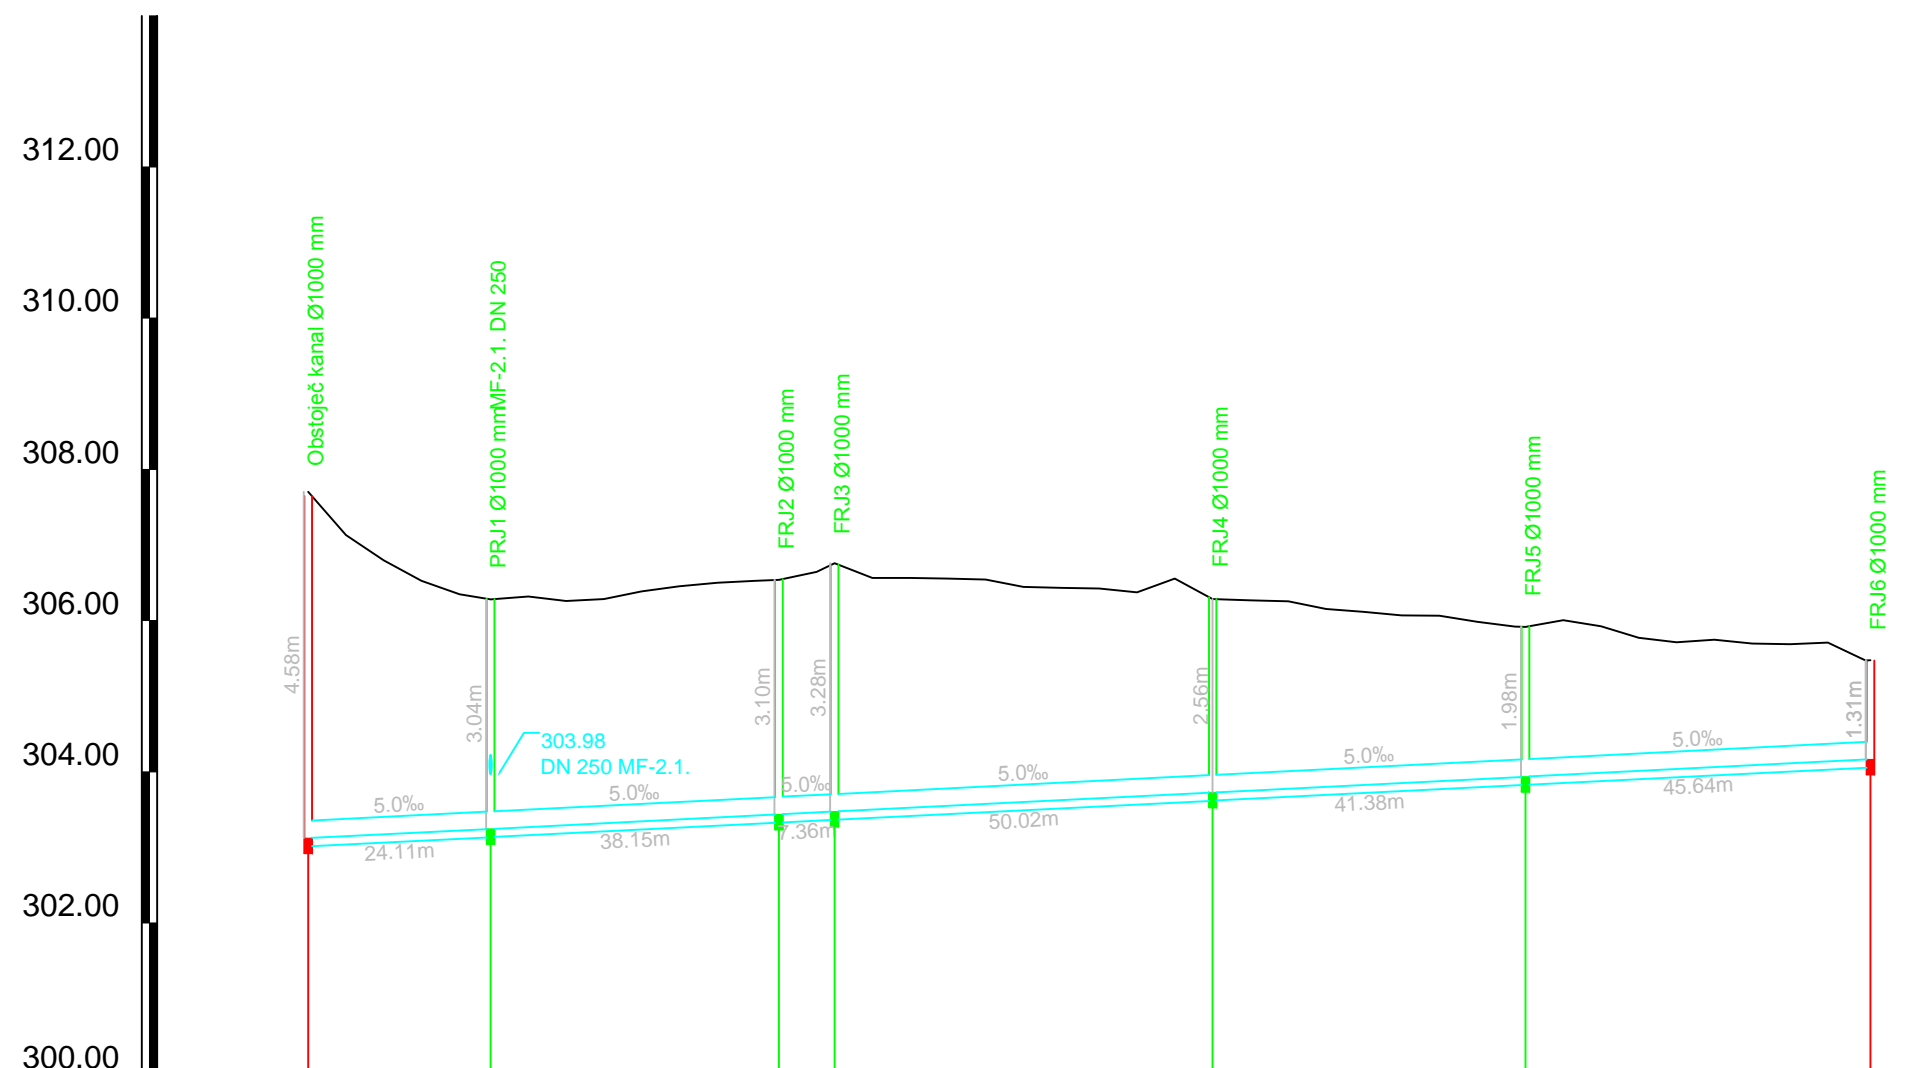 312.00
310.00
308.00
306.00
304.00
302.00
300.00
Obstoječ kanal Ø1000 mm
PRJ1 Ø1000 mm
MF-2.1. DN 250
FRJ2 Ø1000 mm
FRJ3 Ø1000 mm
FRJ4 Ø1000 mm
FRJ5 Ø1000 mm
FRJ6 Ø1000 mm
4.58m
3.04m
3.10m
3.28m
2.56m
1.98m
1.31m
303.98
DN 250 MF-2.1.
5.0‰
5.0‰
5.0‰
5.0‰
5.0‰
5.0‰
24.11m
38.15m
7.36m
50.02m
41.38m
45.64m